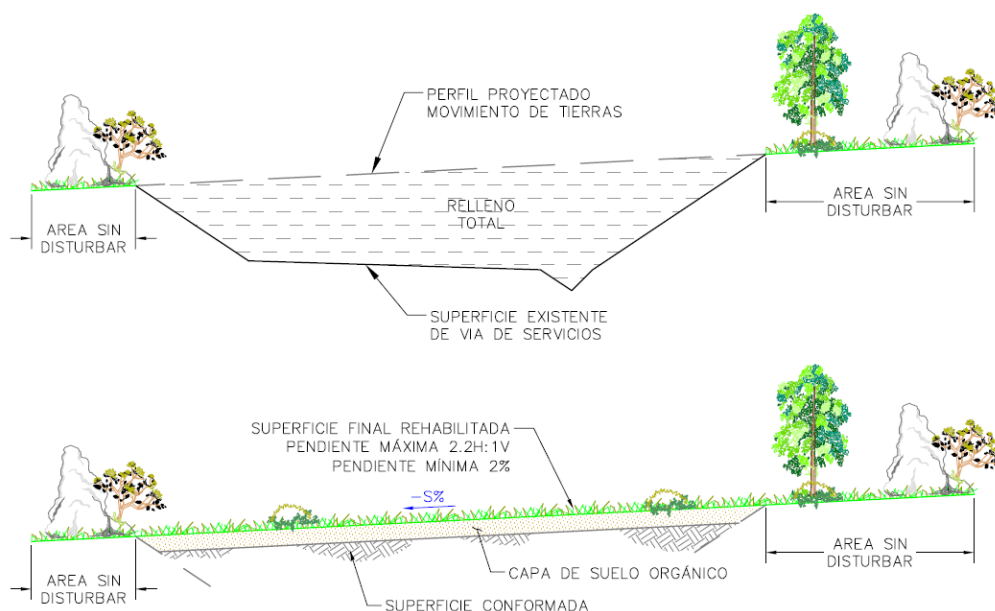 PERFIL PROYECTADO
MOVIMIENTO DE TIERRAS
RELLENO
TOTAL
AREA SIN
DISTURBAR
AREA SIN
DISTURBAR
SUPERFICIE EXISTENTE
DE VIA DE SERVICIOS
SUPERFICIE FINAL REHABILITADA
PENDIENTE MÁXIMA 2.2H:1V
PENDIENTE MÍNIMA 2%
-S%
AREA SIN
DISTURBAR
AREA SIN
DISTURBAR
CAPA DE SUELO ORGÁNICO
SUPERFICIE CONFORMADA